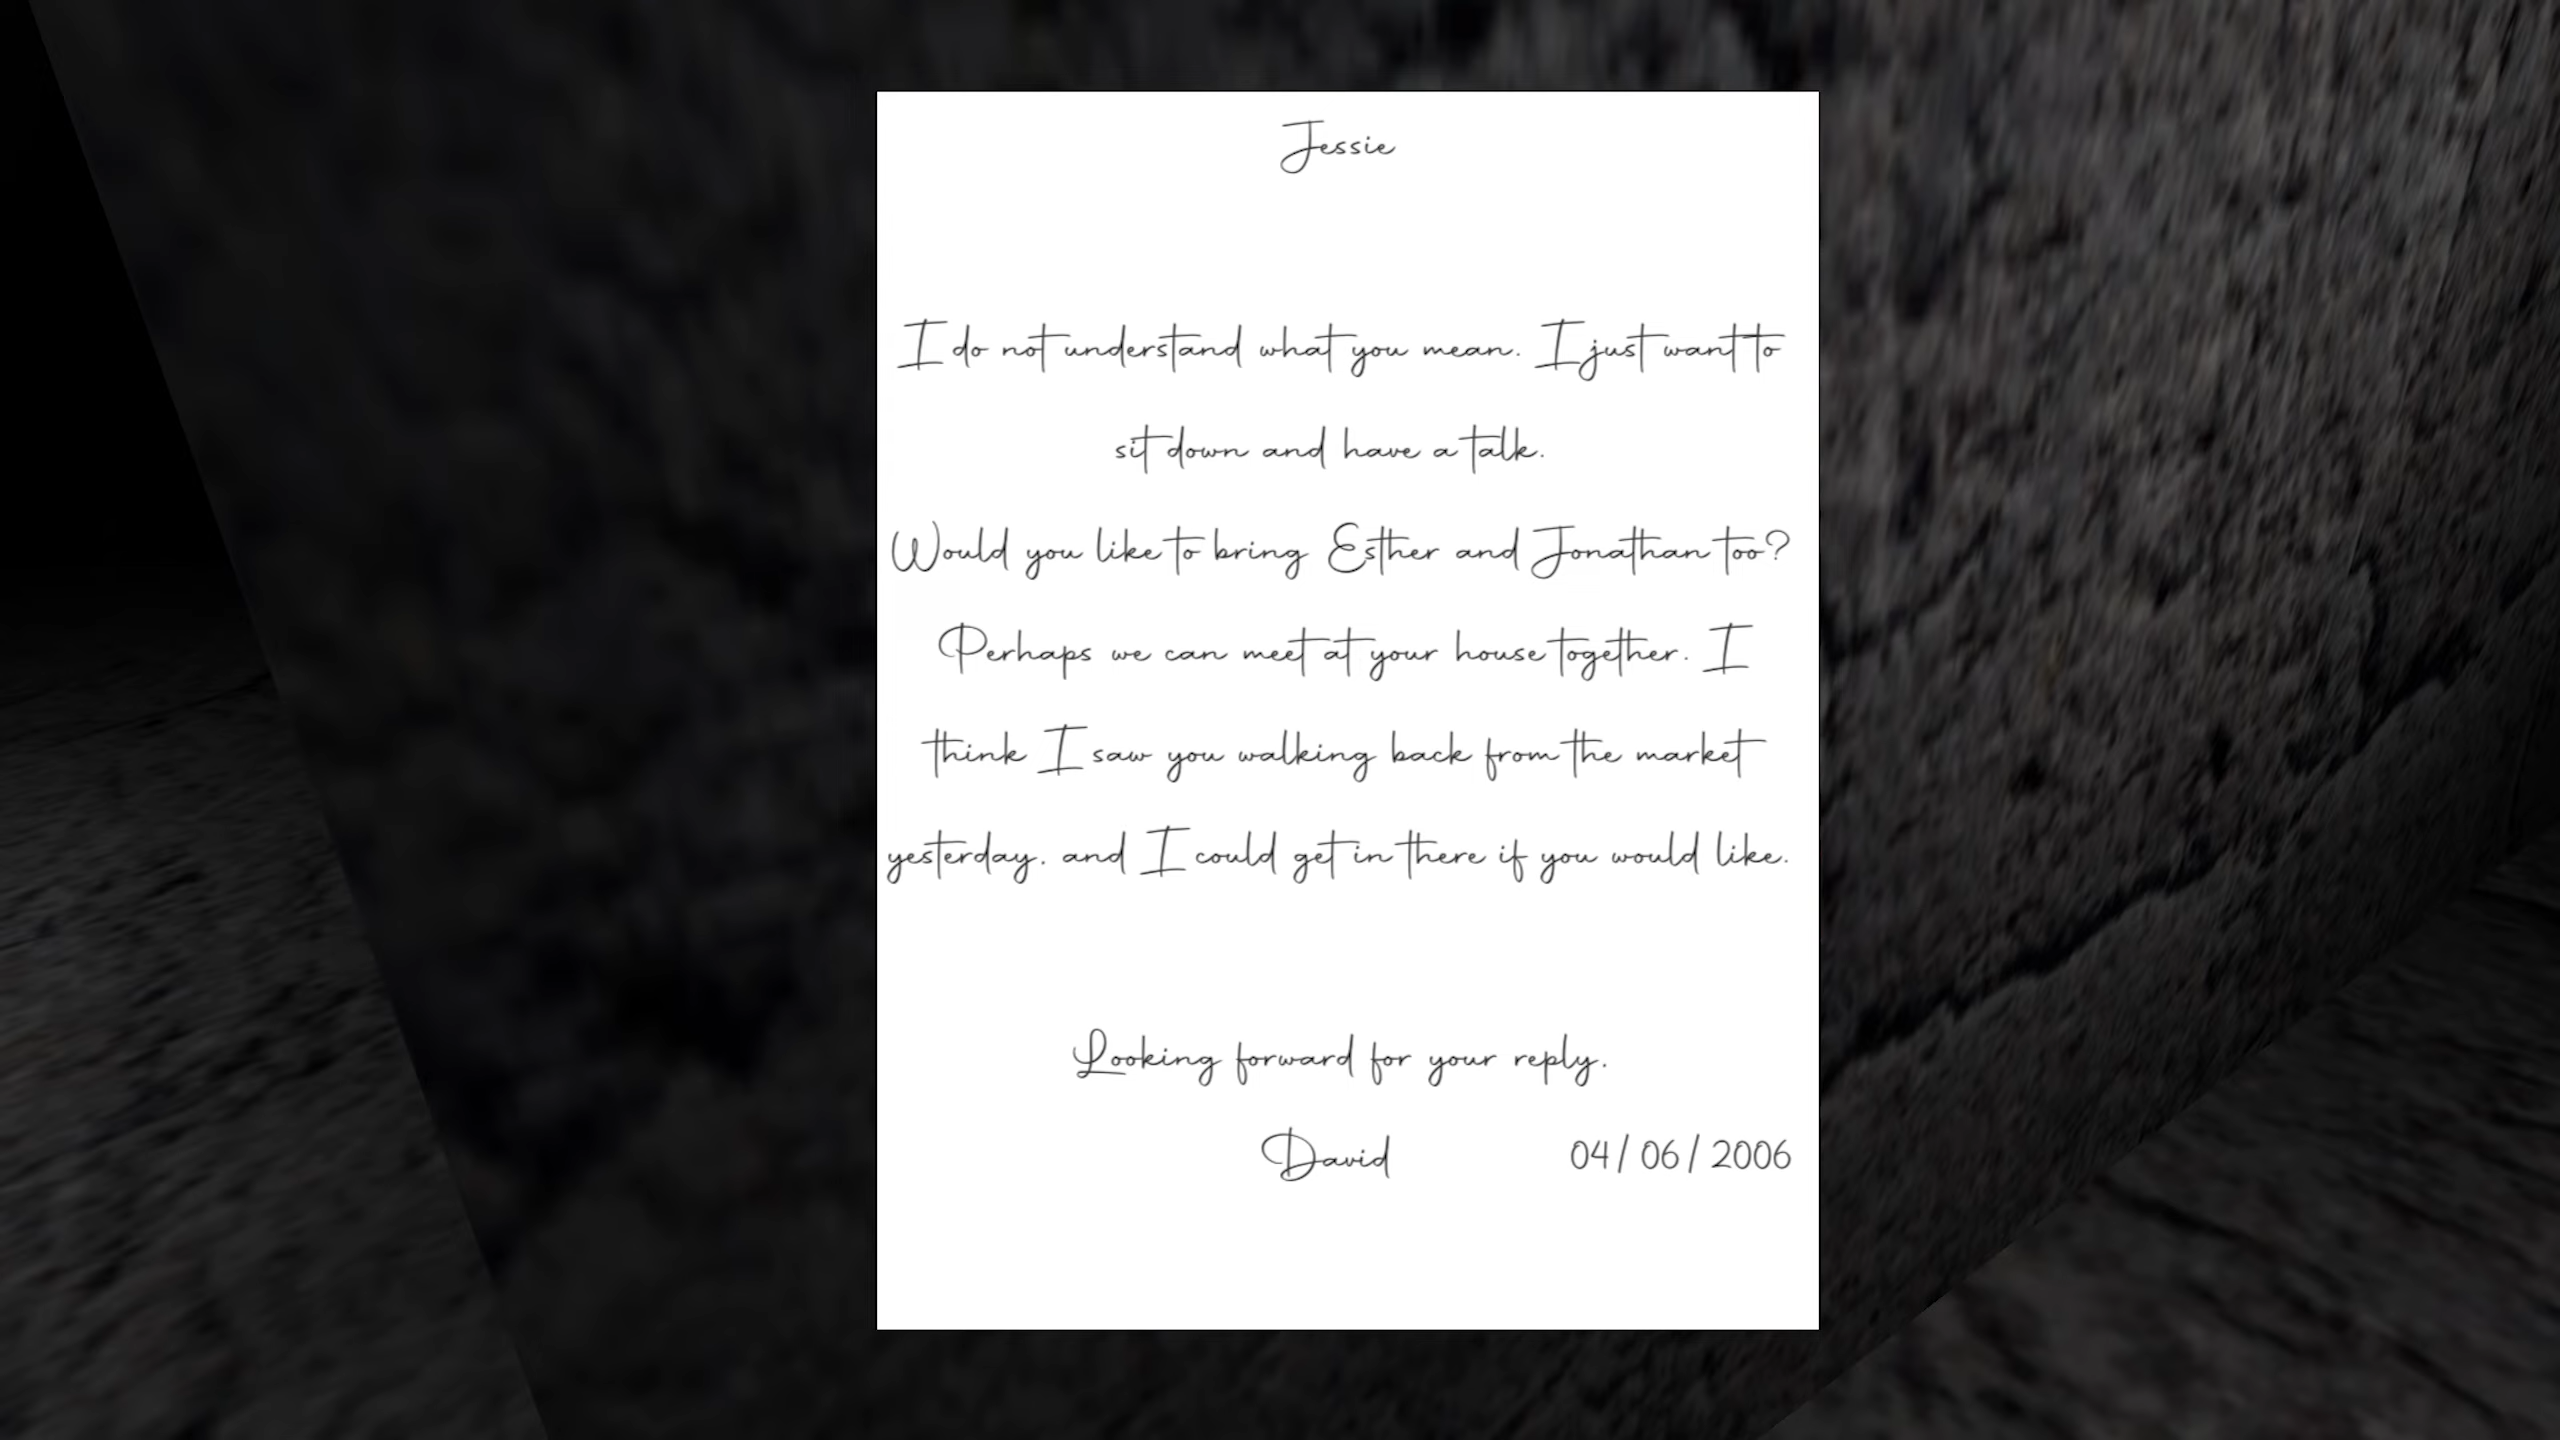 Jessie
I do not understand what you mean. I just want to
sit down and have a talk.
Would you like to bring Esther and Jonathan too?
Perhaps we can meet at your house together. I
think I saw you walking back from the market
yesterday. and I could get in there if you would like.
Looking forward for your reply.
David 04/06/2006